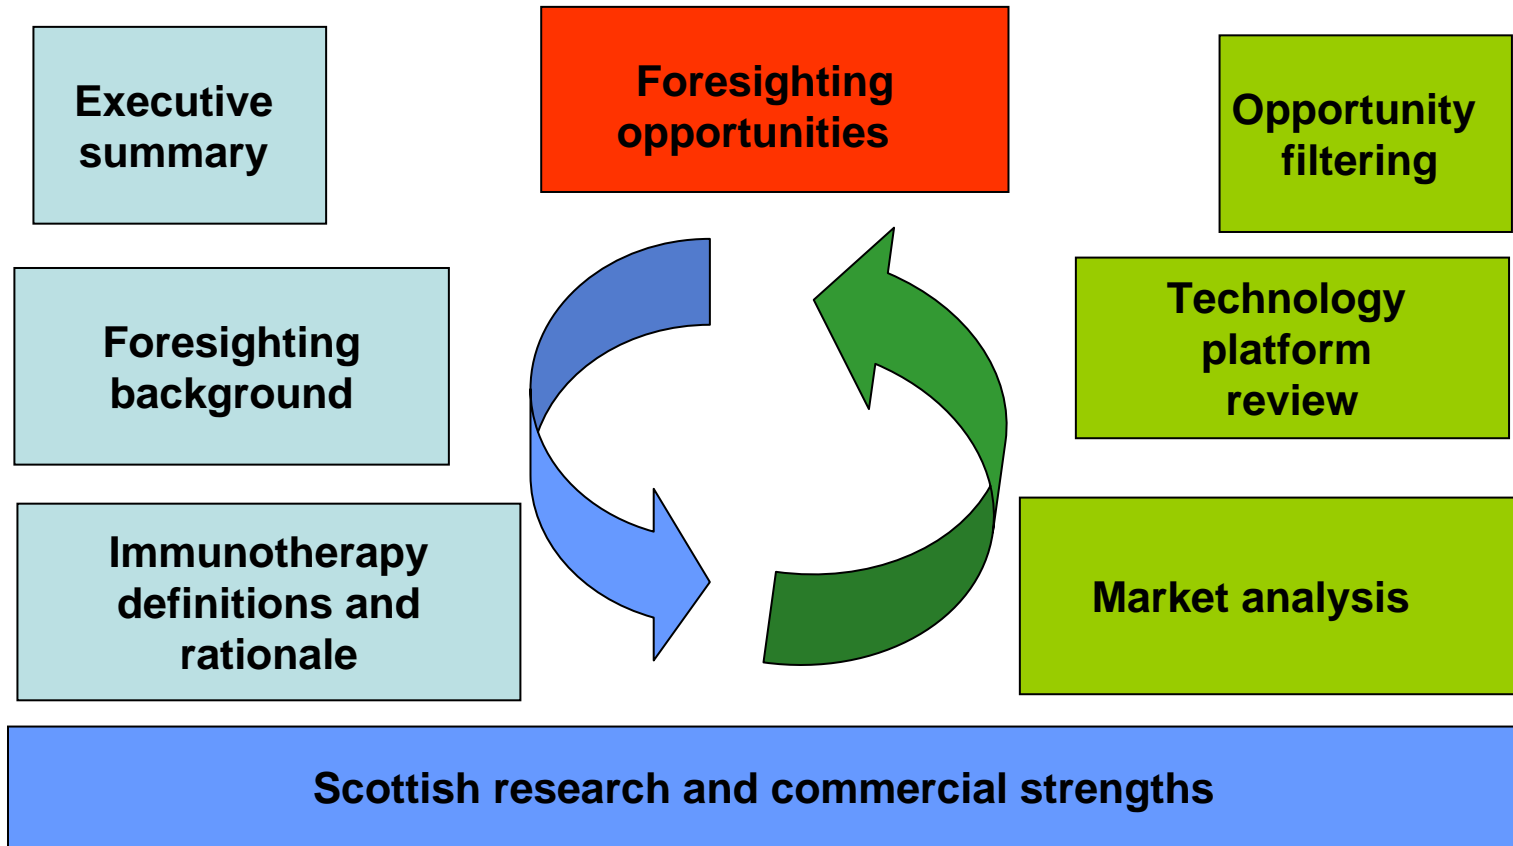 Executive
summary
Foresighting
opportunities
Opportunity
filtering
Foresighting
background
Technology
platform
review
Immunotherapy
definitions and
rationale
Market analysis
Scottish research and commercial strengths